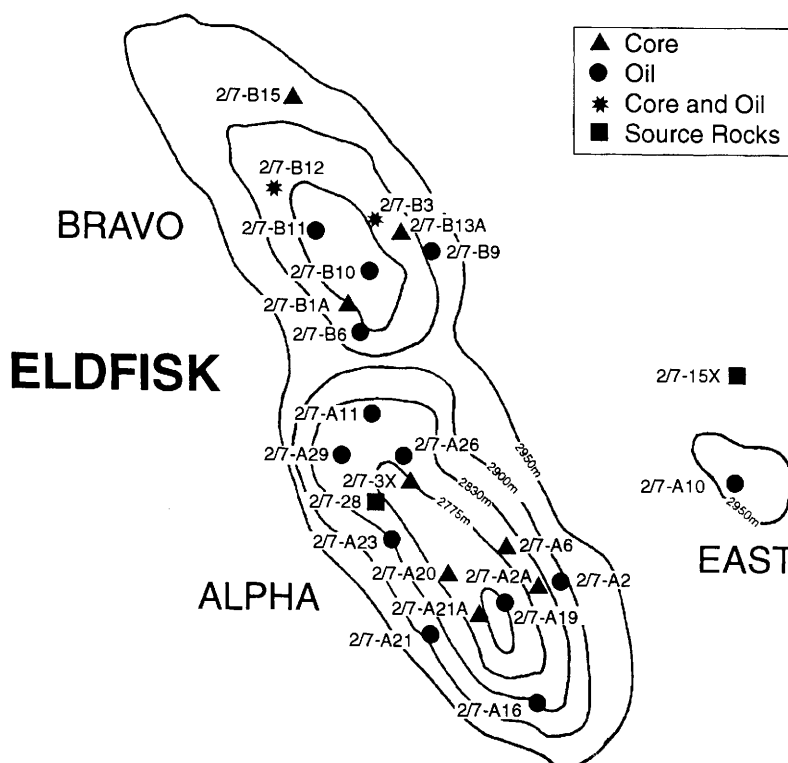 Core
Oil
Core and Oil
Source Rocks
2/7-B15
2/7-B12
2/7-B3
BRAVO
2/7-B11
2/7-B13A
2/7-B9
2/7-B10
2/7-B1A
2/7-B6
ELDFISK
2/7-15X
2/7-A11
2/7-A29
2/7-A26
2950m
2900m
2830m
2775m
2/7-3X
2/7-28
2/7-A10
2950m
2/7-A23
2/7-A6
EAST
2/7-A20
2/7-A2A
2/7-A2
ALPHA
2/7-A21A
2/7-A19
2/7-A21
2/7-A16